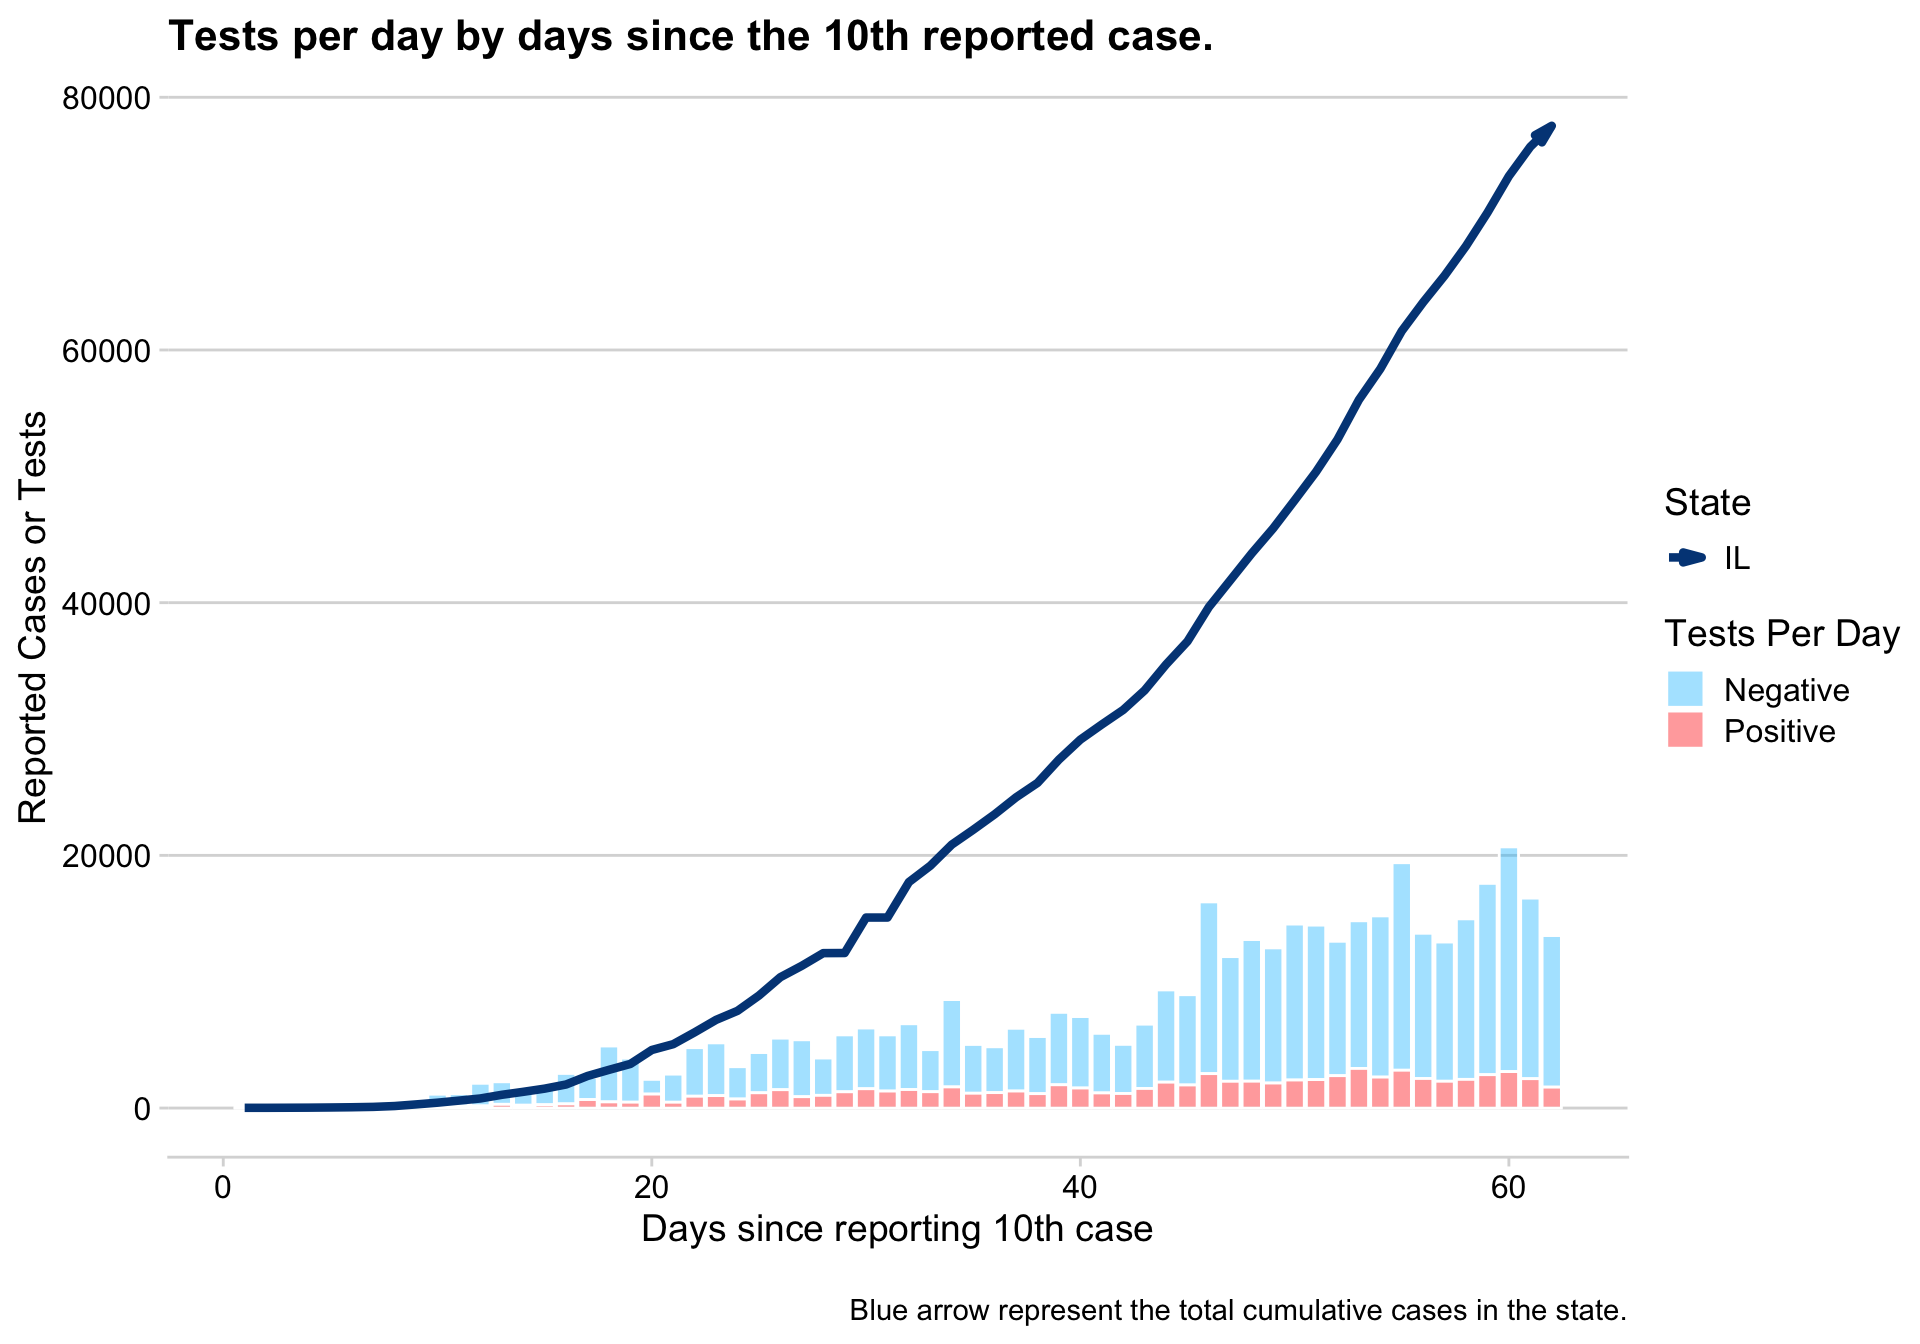 Tests per day by days since the 10th reported case.
80000
60000
40000
20000
0
Reported Cases or Tests
0
20
40
60
Days since reporting 10th case
State
IL
Tests Per Day
Negative
Positive
Blue arrow represent the total cumulative cases in the state.